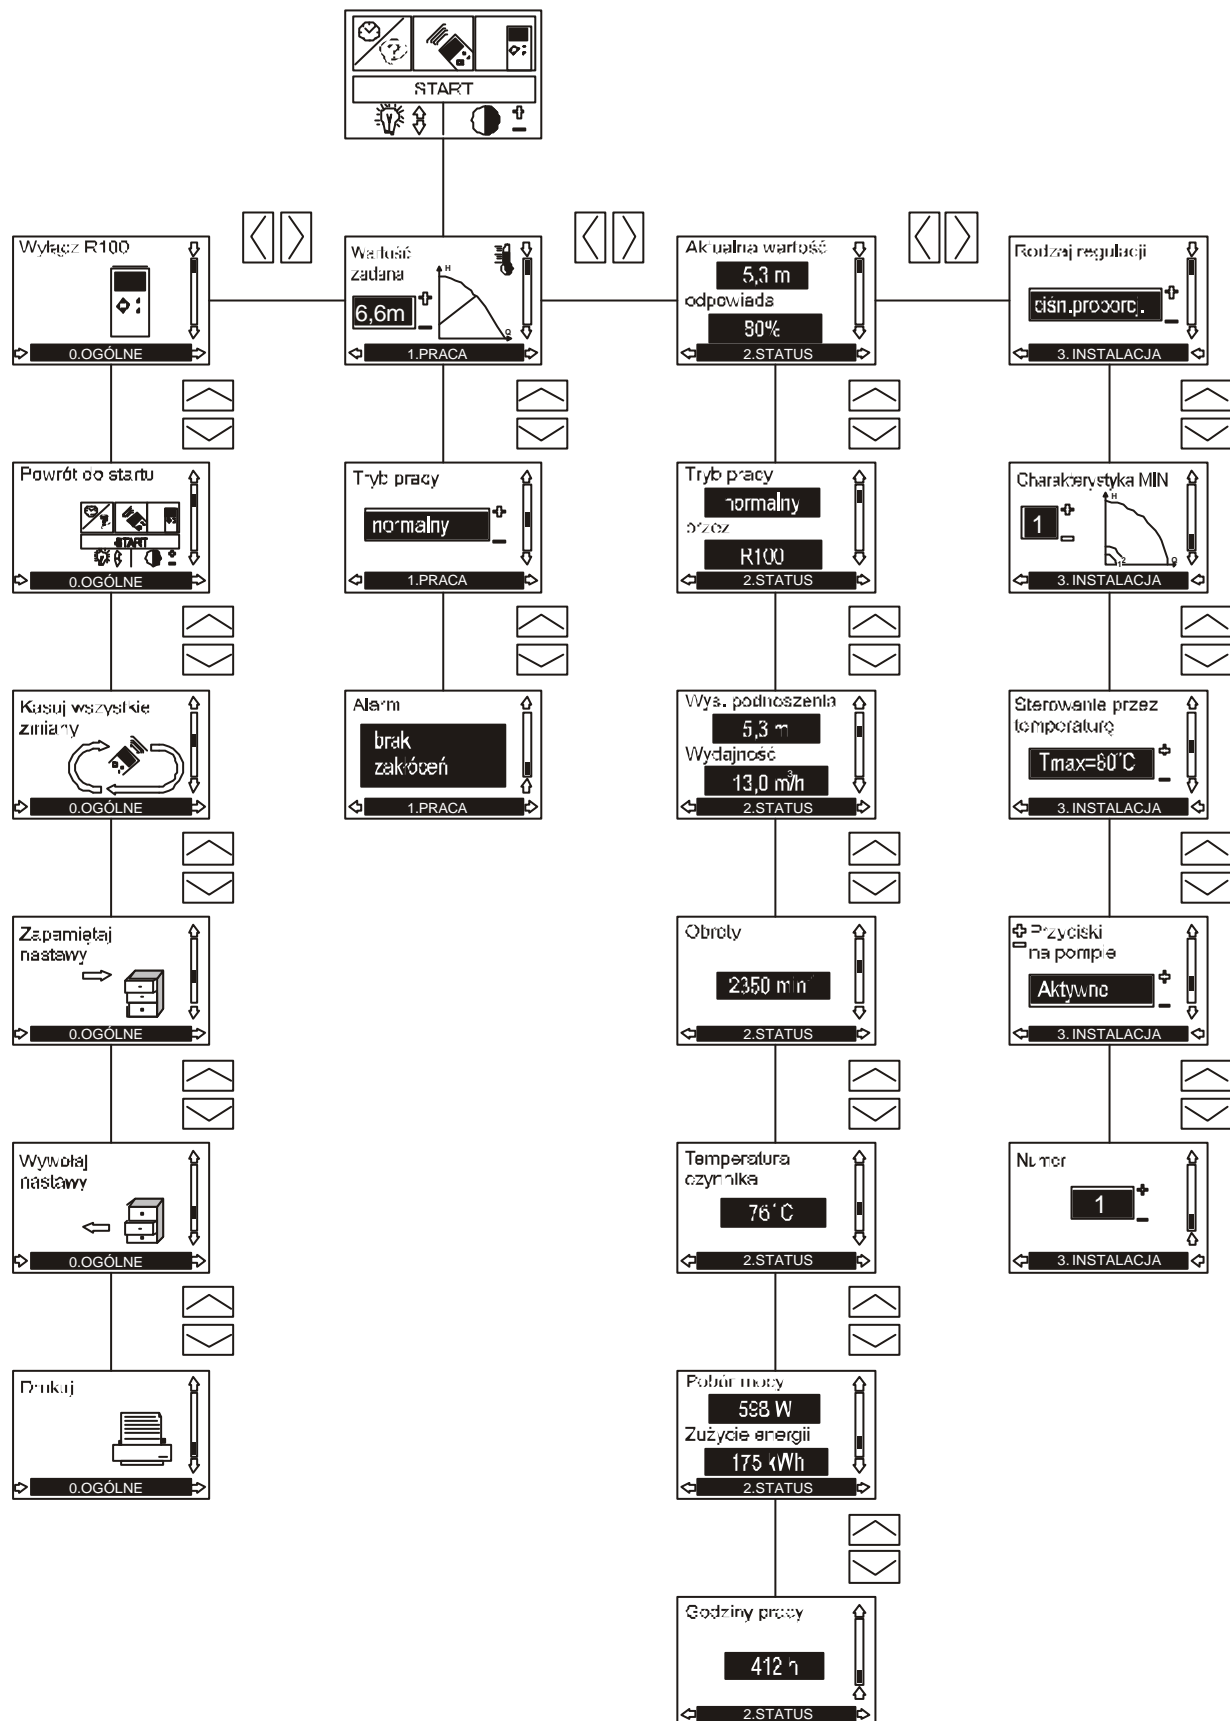 START
Wyłącz R100
0.OGÓLNE
Wartość
zadana
H
6,6m
Q
1.PRACA
Aktualna wartość
5,3 m
odpowiada
80%
2.STATUS
Rodzaj regulacji
ciśn.proporcj.
3. INSTALACJA
Powrót do startu
START
0.OGÓLNE
Tryb pracy
normalny
1.PRACA
Tryb pracy
normalny
przez
R100
2.STATUS
Charakterystyka MIN
1
H
1 2
Q
3. INSTALACJA
Kasuj wszystkie
zmiany
0.OGÓLNE
Alarm
brak
zakłóceń
1.PRACA
Wys. podnoszenia
5,3 m
Wydajność
13,0 m³/h
2.STATUS
Sterowanie przez
temperaturę
3. INSTALACJA
Zapamiętaj
nastawy
0.OGÓLNE
Obroty
2350 min⁻¹
2.STATUS
Przyciski
na pompie
Aktywne
3. INSTALACJA
Wywołaj
nastawy
0.OGÓLNE
Temperatura
czynnika
76°C
2.STATUS
Numer
1
3. INSTALACJA
Drukuj
0.OGÓLNE
Pobór mocy
598 W
Zużycie energii
175 kWh
2.STATUS
Godziny pracy
412 h
2.STATUS